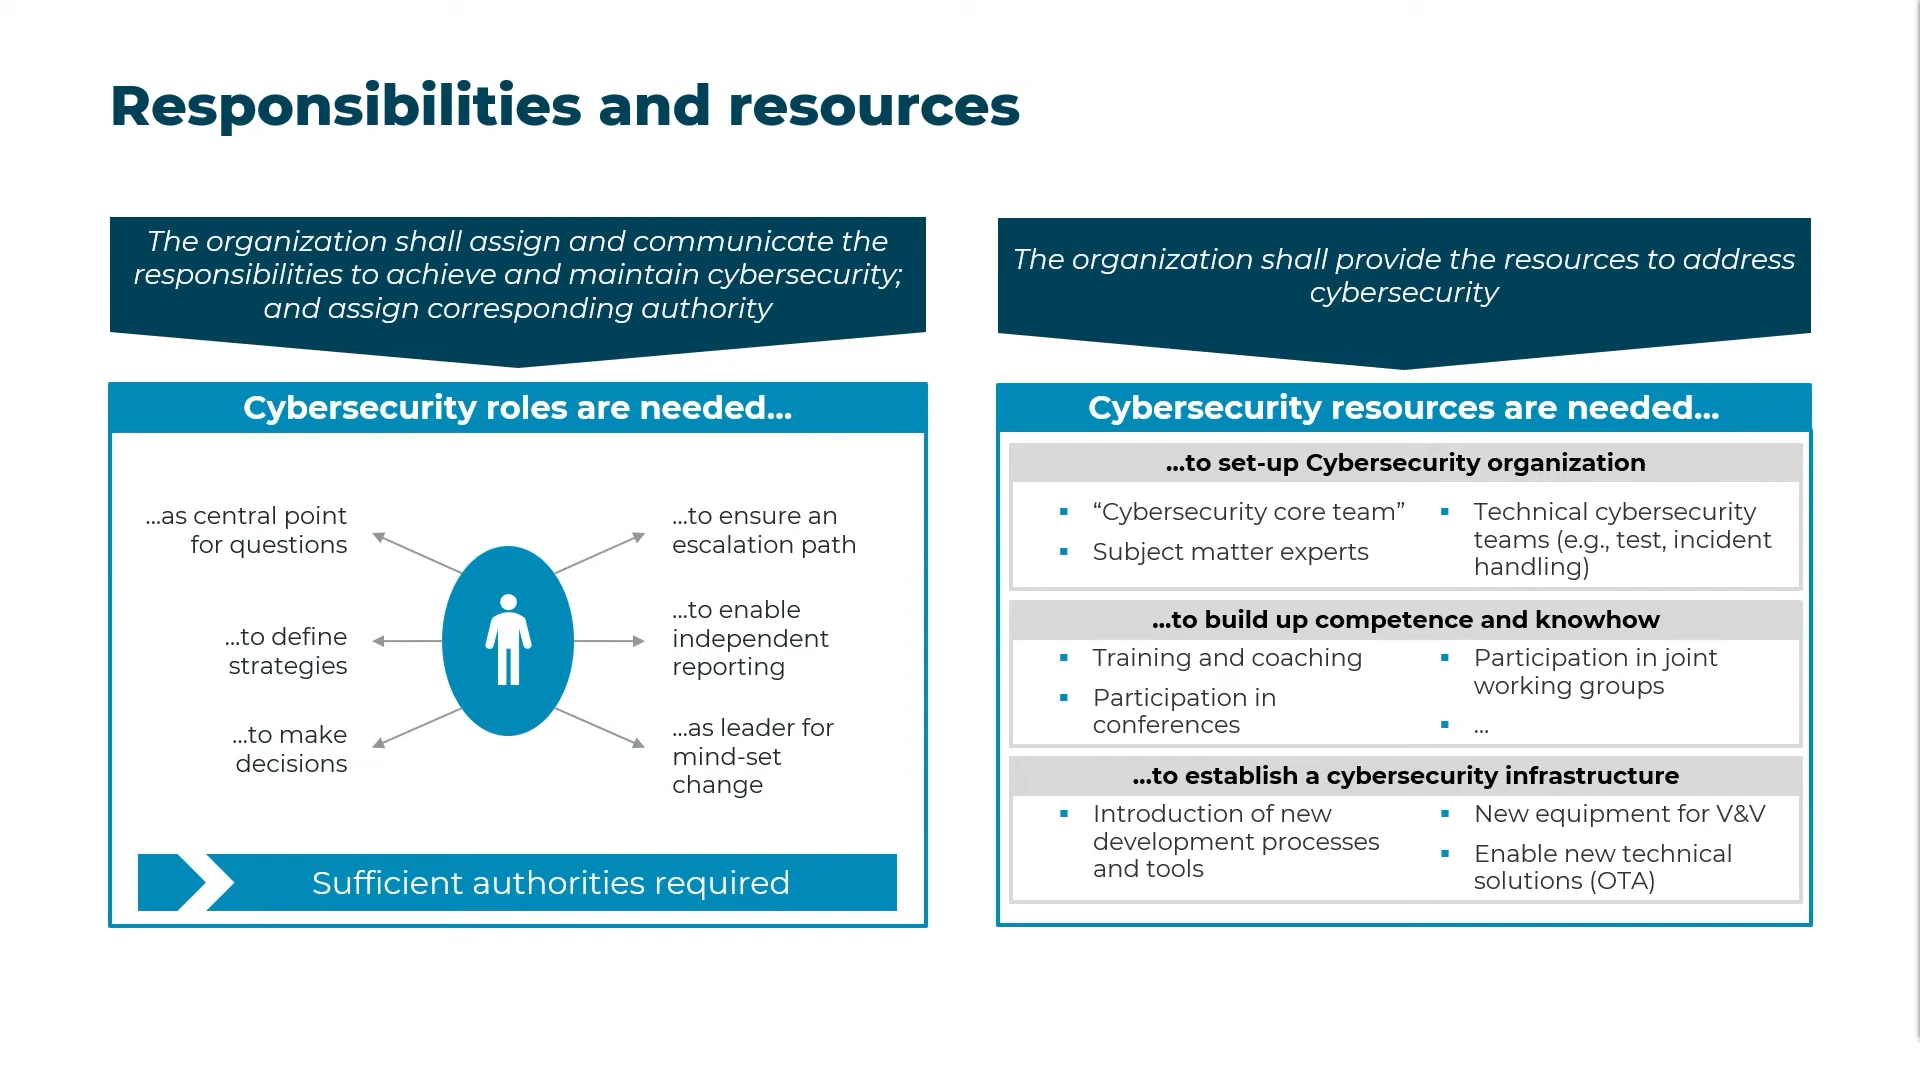 Responsibilities and resources
The organization shall assign and communicate the
responsibilities to achieve and maintain cybersecurity;
and assign corresponding authority
Cybersecurity roles are needed...
...as central point
for questions
...to define
strategies
...to make
decisions
...to ensure an
escalation path
...to enable
independent
reporting
...as leader for
mind-set
change
Sufficient authorities required
The organization shall provide the resources to address
cybersecurity
Cybersecurity resources are needed...
...to set-up Cybersecurity organization
▪ “Cybersecurity core team”
▪ Subject matter experts
▪ Technical cybersecurity
teams (e.g., test, incident
handling)
...to build up competence and knowhow
▪ Training and coaching
▪ Participation in
conferences
▪ Participation in joint
working groups
▪ ...
...to establish a cybersecurity infrastructure
▪ Introduction of new
development processes
and tools
▪ New equipment for V&V
▪ Enable new technical
solutions (OTA)